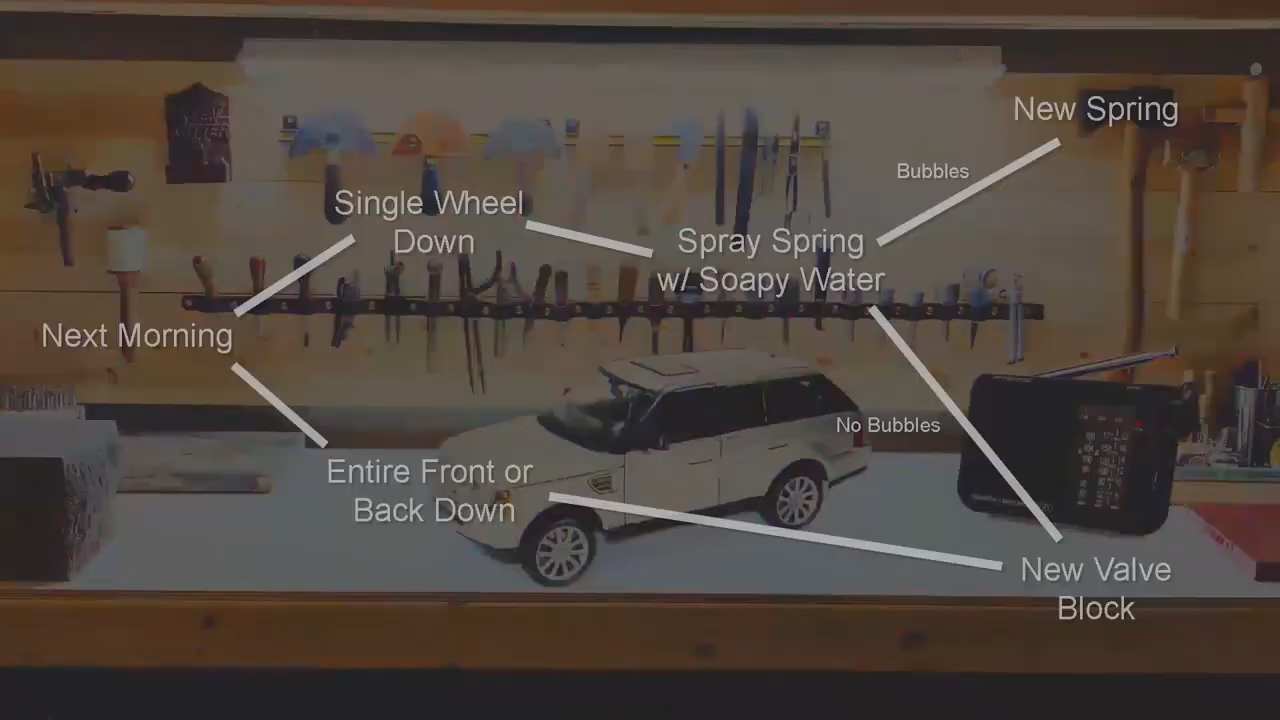 New Spring
Bubbles
Single Wheel
Down
Spray Spring
w/ Soapy Water
Next Morning
No Bubbles
Entire Front or
Back Down
New Valve
Block